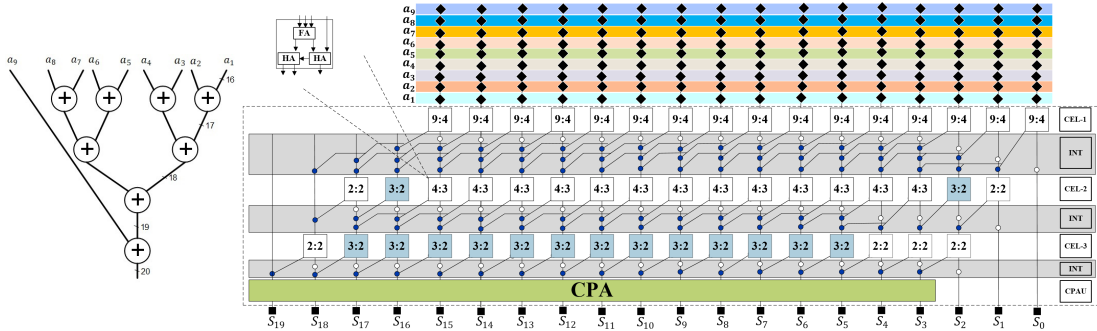 a₉ a₈ a₇ a₆ a₅ a₄ a₃ a₂ a₁
16
+ + + +
17
+ +
18
+
19
+
20
FA
HA HA
a₉
a₈
a₇
a₆
a₅
a₄
a₃
a₂
a₁
9:4 9:4 9:4 9:4 9:4 9:4 9:4 9:4 9:4 9:4 9:4 9:4 9:4 9:4 9:4 9:4 CEL-1
INT
2:2 3:2 4:3 4:3 4:3 4:3 4:3 4:3 4:3 4:3 4:3 4:3 4:3 4:3 4:3 3:2 2:2 CEL-2
INT
2:2 3:2 3:2 3:2 3:2 3:2 3:2 3:2 3:2 3:2 3:2 3:2 3:2 3:2 2:2 2:2 2:2 CEL-3
INT
CPA CPAU
S₁₉ S₁₈ S₁₇ S₁₆ S₁₅ S₁₄ S₁₃ S₁₂ S₁₁ S₁₀ S₉ S₈ S₇ S₆ S₅ S₄ S₃ S₂ S₁ S₀